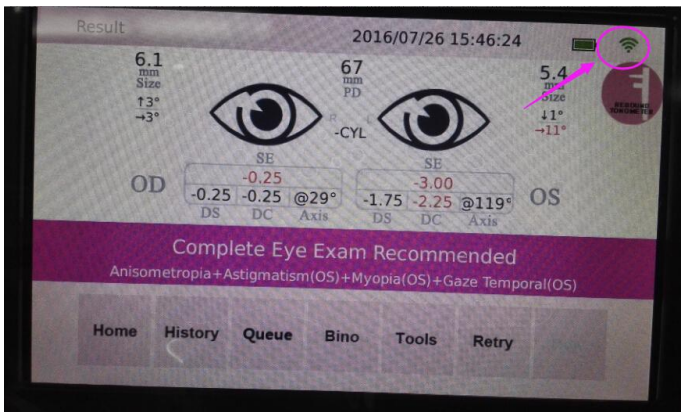 Result
2016/07/26 15:46:24
6.1
mm
Size
↑3°
→3°
67
mm
PD
5.4
mm
Size
↓1°
→11°
REBOUND
TONOMETER
R
-CYL
OD
SE
-0.25
-0.25 -0.25 @29°
DS DC Axis
SE
-3.00
-1.75 -2.25 @119°
DS DC Axis
OS
Complete Eye Exam Recommended
Anisometropia+Astigmatism(OS)+Myopia(OS)+Gaze Temporal(OS)
Home History Queue Bino Tools Retry